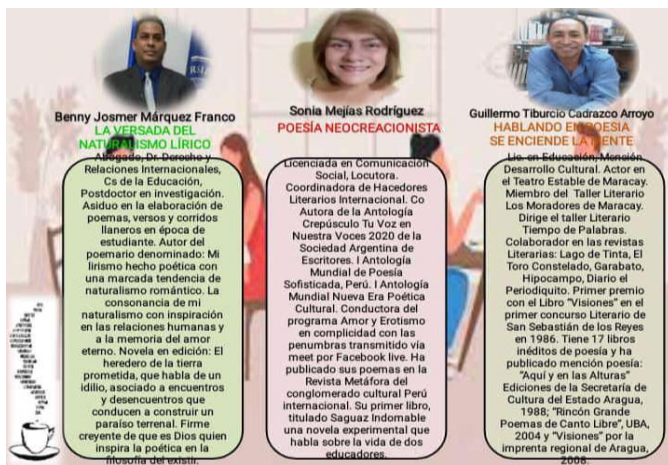 Benny Josmer Márquez Franco
LA VERSADA DEL
NATURALISMO LÍRICO
Abogado, Dr. Derecho y
Relaciones Internacionales,
Cs de la Educación,
Postdoctor en investigación.
Asiduo en la elaboración de
poemas, versos y corridos
llaneros en época de
estudiante. Autor del
poemario denominado: Mi
lirismo hecho poética con
una marcada tendencia de
naturalismo romántico. La
consonancia de mi
naturalismo con inspiración
en las relaciones humanas y
a la memoria del amor
eterno. Novela en edición: El
heredero de la tierra
prometida, que habla de un
idilio, asociado a encuentros
y desencuentros que
conducen a construir un
paraíso terrenal. Firme
creyente de que es Dios quien
inspira la poética en la
filosofía del existir.
Sonia Mejías Rodríguez
POESÍA NEOCREACIONISTA
Licenciada en Comunicación
Social, Locutora.
Coordinadora de Hacedores
Literarios Internacional. Co
Autora de la Antología
Crepúsculo Tu Voz en
Nuestra Voces 2020 de la
Sociedad Argentina de
Escritores. I Antología
Mundial de Poesía
Sofisticada, Perú. I Antología
Mundial Nueva Era Poética
Cultural. Conductora del
programa Amor y Erotismo
en complicidad con las
penumbras transmitido vía
meet por Facebook live. Ha
publicado sus poemas en la
Revista Metáfora del
conglomerado cultural Perú
internacional. Su primer libro,
titulado Saguaz Indomable
una novela experimental que
habla sobre la vida de dos
educadores.
Guillermo Tiburcio Cadrazco Arroyo
HABLANDO EN POESIA
SE ENCIENDE LA MENTE
Lic. en Educación, Mención
Desarrollo Cultural. Actor en
el Teatro Estable de Maracay.
Miembro del Taller Literario
Los Moradores de Maracay.
Dirige el taller Literario
Tiempo de Palabras.
Colaborador en las revistas
Literarias: Lago de Tinta, El
Toro Constelado, Garabato,
Hipocampo, Diario el
Periodiquito. Primer premio
con el Libro "Visiones" en el
primer concurso Literario de
San Sebastián de los Reyes
en 1986. Tiene 17 libros
inéditos de poesía y ha
publicado mención poesía:
"Aquí y en las Alturas"
Ediciones de la Secretaría de
Cultura del Estado Aragua,
1988; "Rincón Grande
Poemas de Canto Libre", UBA,
2004 y "Visiones" por la
imprenta regional de Aragua,
2008.